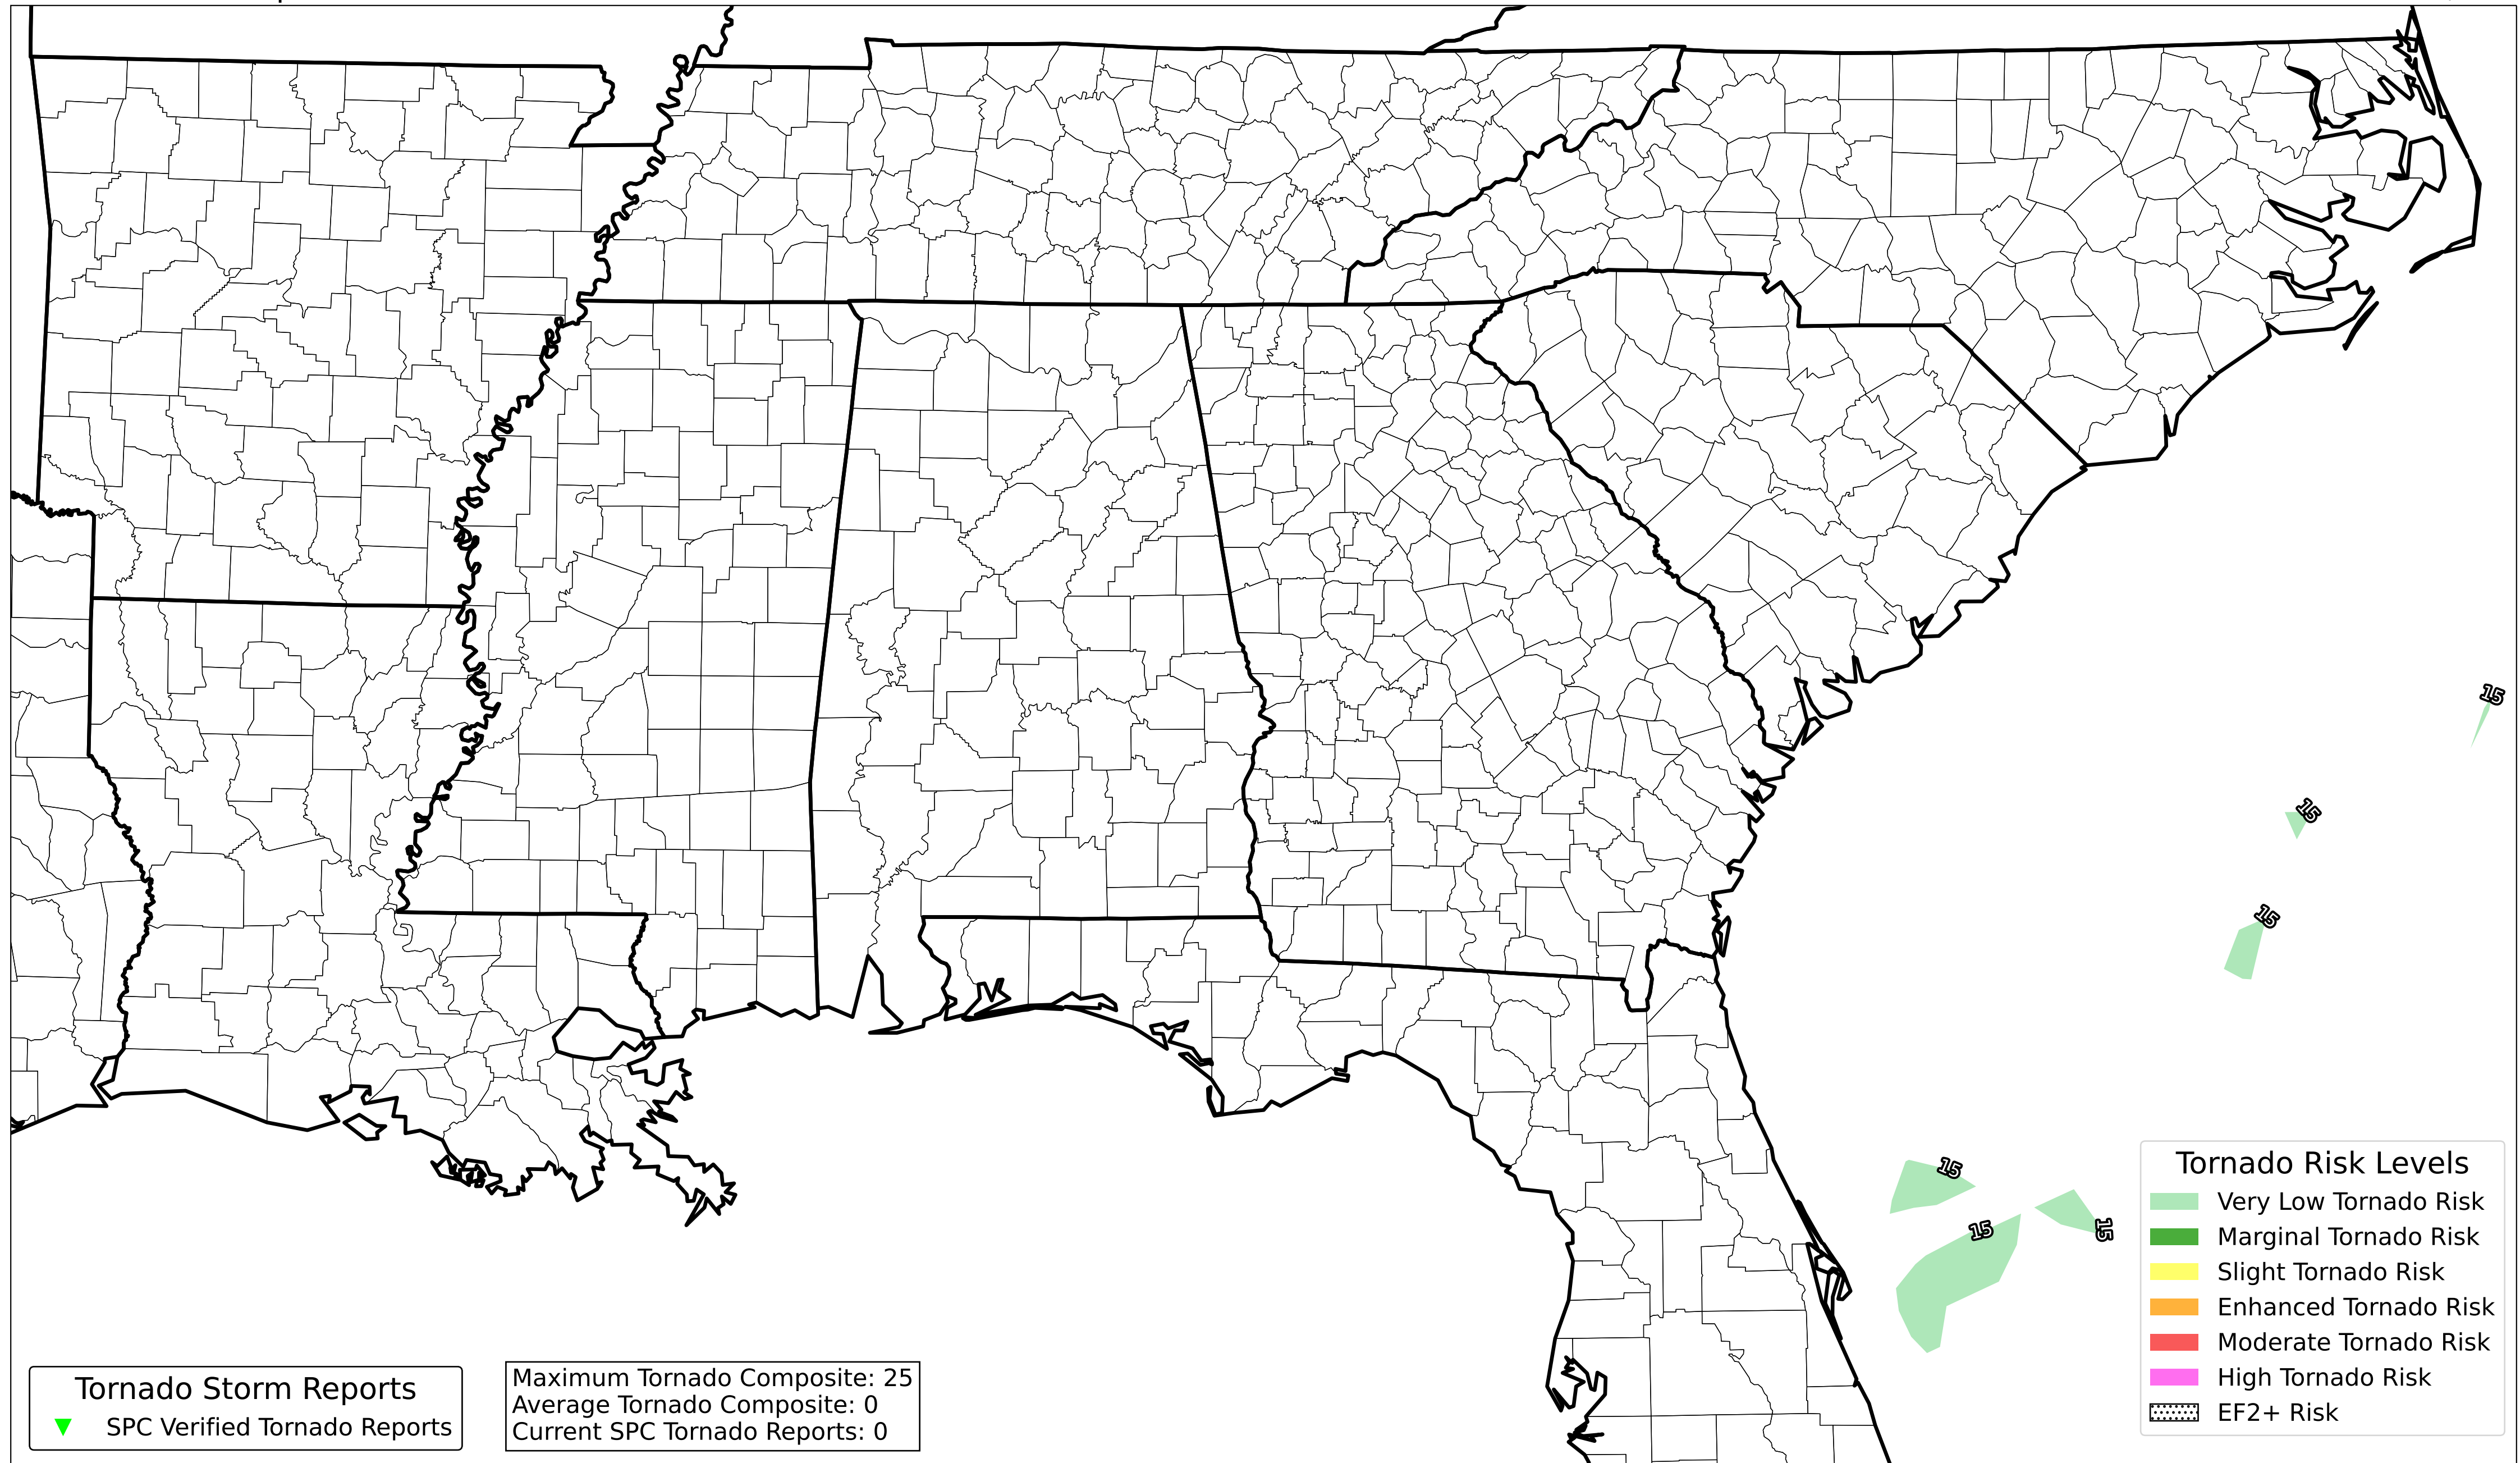 15
15
15
15
15
15
Tornado Risk Levels
Very Low Tornado Risk
Marginal Tornado Risk
Slight Tornado Risk
Enhanced Tornado Risk
Moderate Tornado Risk
High Tornado Risk
EF2+ Risk
Tornado Storm Reports
SPC Verified Tornado Reports
Maximum Tornado Composite: 25
Average Tornado Composite: 0
Current SPC Tornado Reports: 0